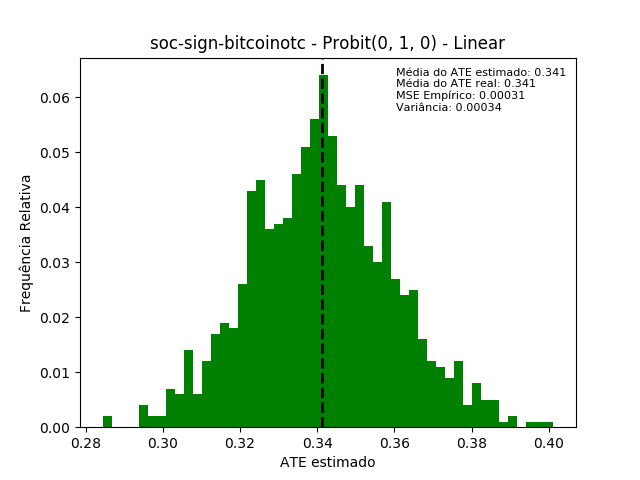 soc-sign-bitcoinotc - Probit(0, 1, 0) - Linear
Média do ATE estimado: 0.341
Média do ATE real: 0.341
MSE Empírico: 0.00031
Variância: 0.00034
Frequência Relativa
0.06
0.05
0.04
0.03
0.02
0.01
0.00
0.28 0.30 0.32 0.34 0.36 0.38 0.40
ATE estimado